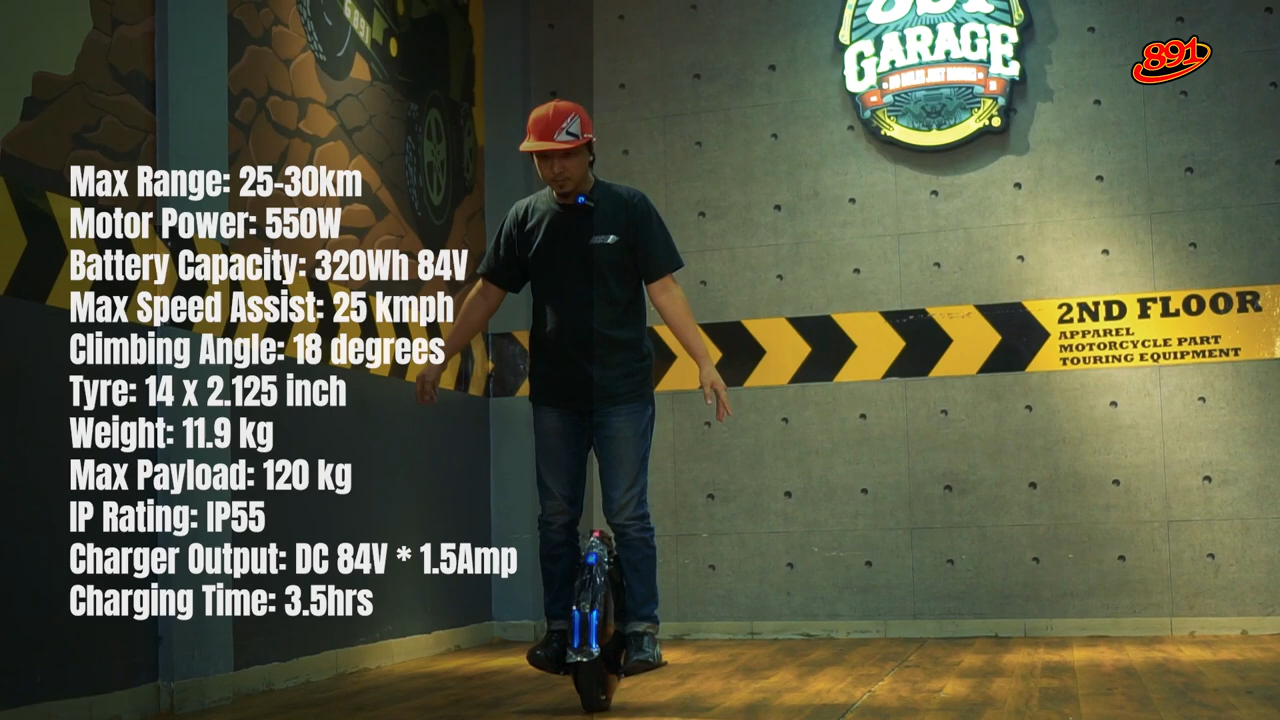 Max Range: 25-30km
Motor Power: 550W
Battery Capacity: 320Wh 84V
Max Speed Assist: 25 kmph
Climbing Angle: 18 degrees
Tyre: 14 x 2.125 inch
Weight: 11.9 kg
Max Payload: 120 kg
IP Rating: IP55
Charger Output: DC 84V * 1.5Amp
Charging Time: 3.5hrs
891
GARAGE
891
2ND FLOOR
APPAREL
MOTORCYCLE PART
TOURING EQUIPMENT